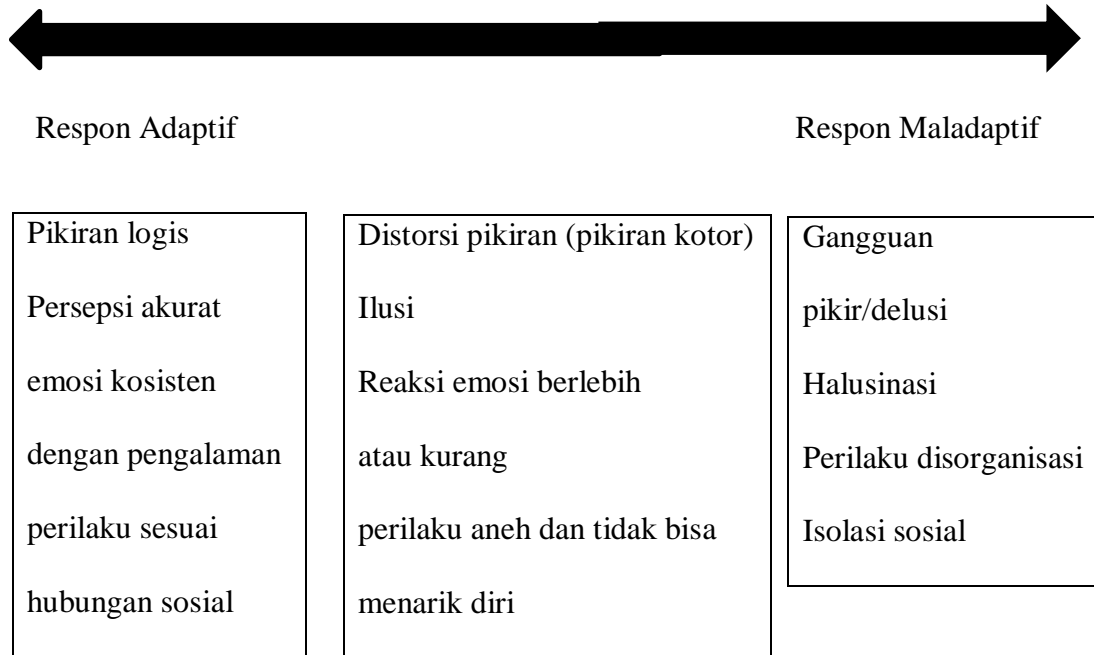 Respon Adaptif
Respon Maladaptif
Pikiran logis
Persepsi akurat
emosi kosisten
dengan pengalaman
perilaku sesuai
hubungan sosial
Distorsi pikiran (pikiran kotor)
Ilusi
Reaksi emosi berlebih
atau kurang
perilaku aneh dan tidak bisa
menarik diri
Gangguan
pikir/delusi
Halusinasi
Perilaku disorganisasi
Isolasi sosial